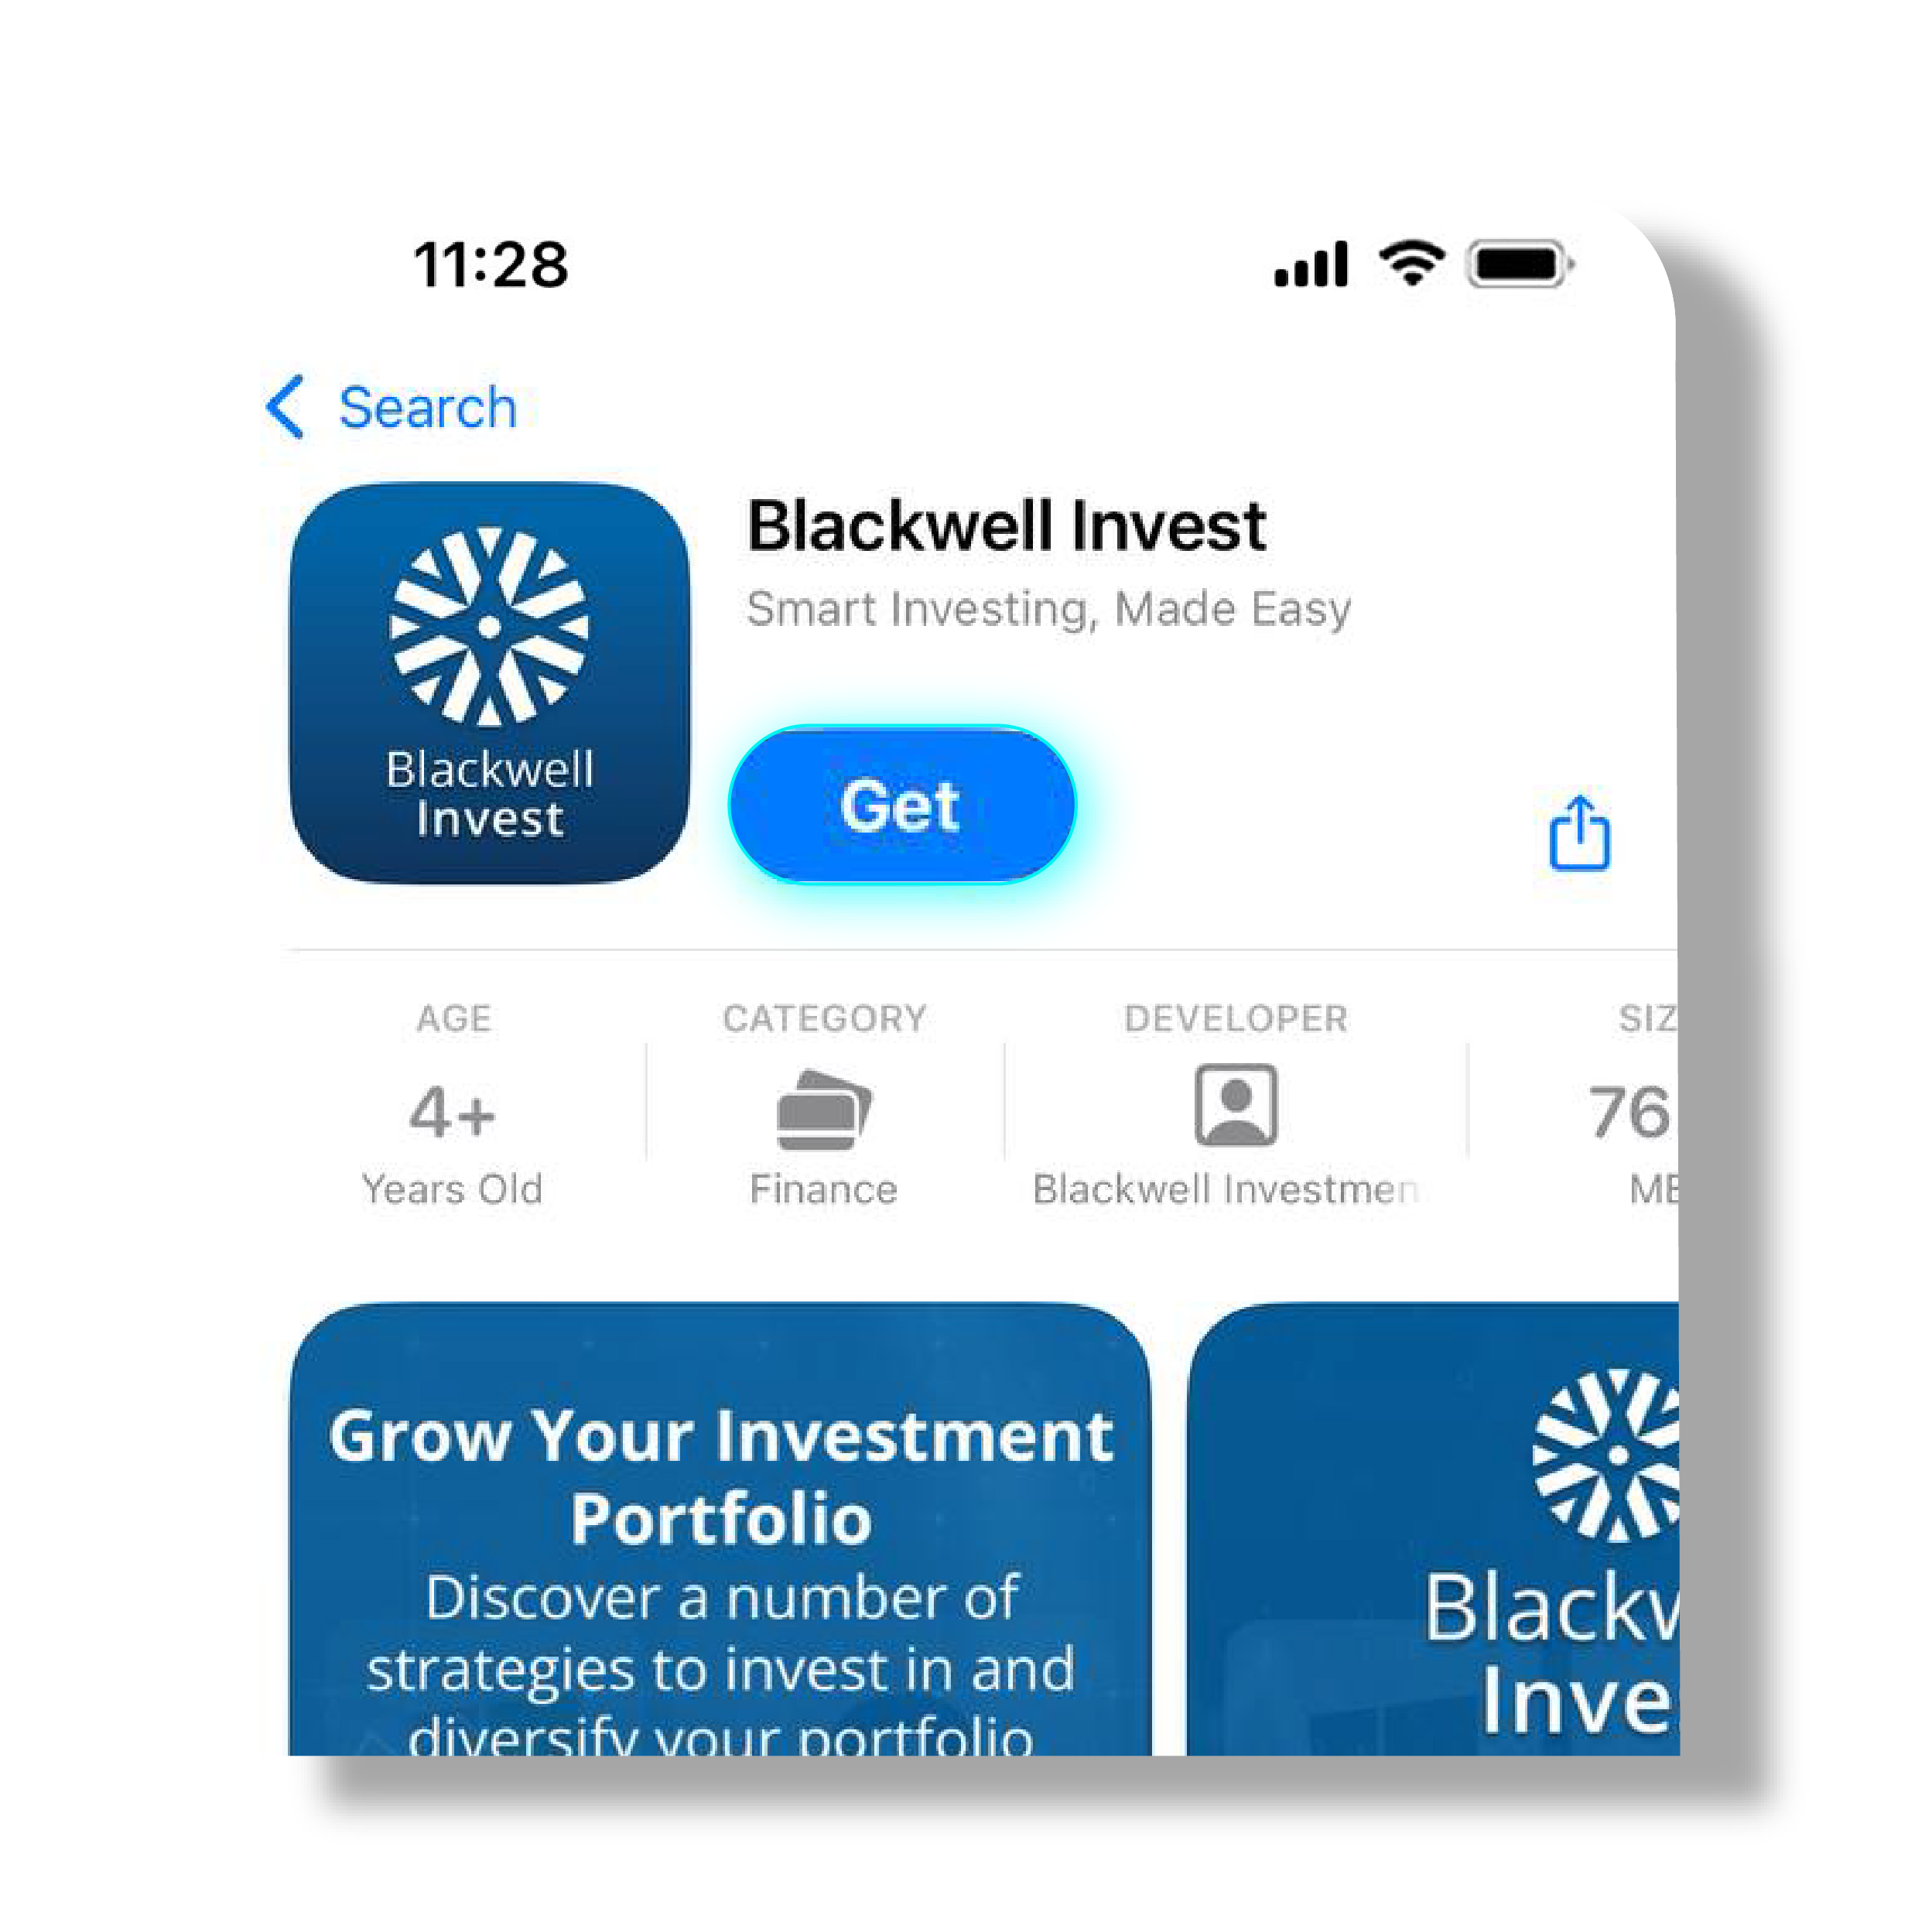 11:28
Search
Blackwell Invest
Smart Investing, Made Easy
Blackwell
Invest
Get
AGE
CATEGORY
DEVELOPER
SIZ
4+
76
Years Old
Finance
Blackwell Investmen
MB
Grow Your Investment
Portfolio
Discover a number of
strategies to invest in and
diversify your portfolio
Blackw
Inve